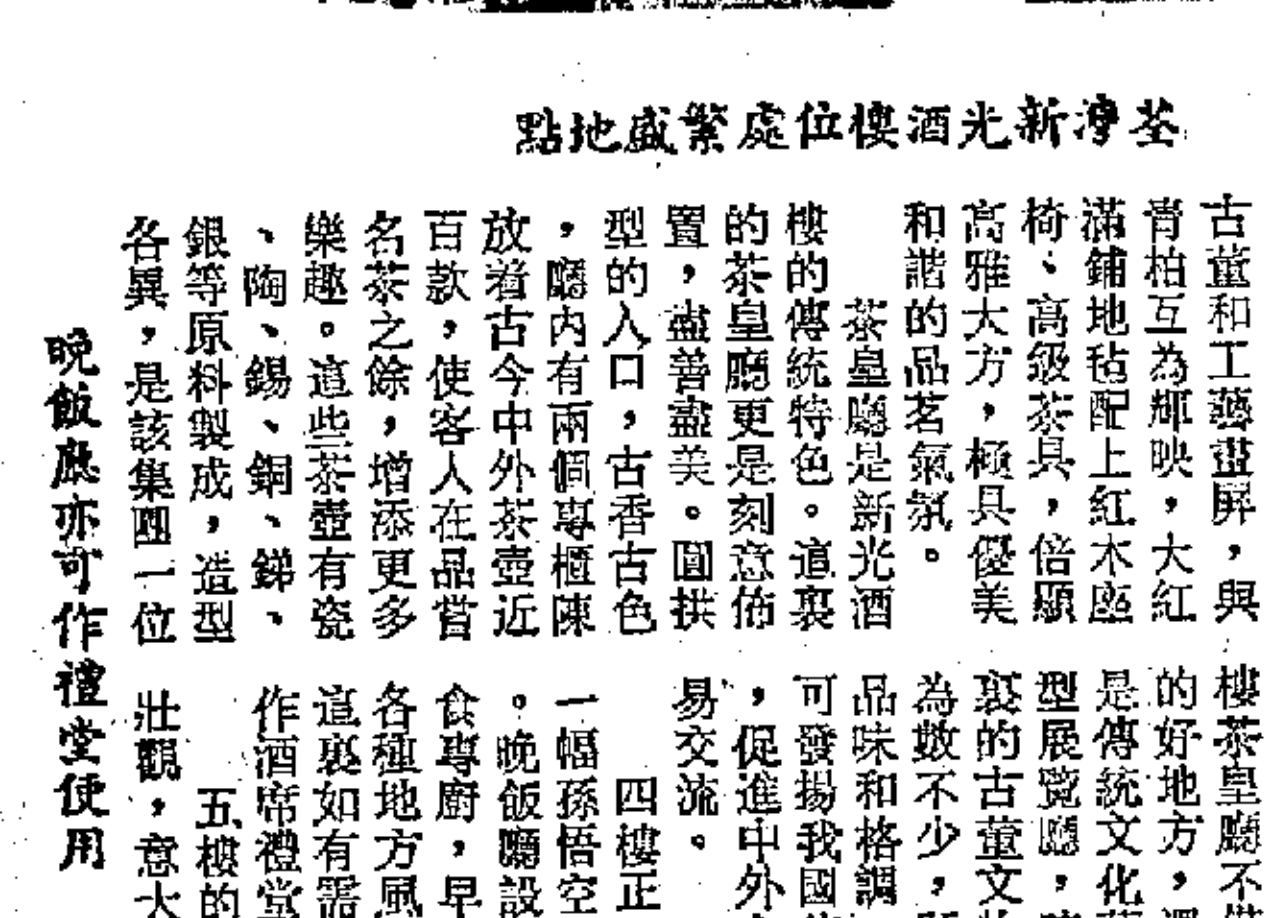 荃灣新光酒樓位處繁盛地點
古董和工藝畫屏，與
青柏互為輝映，大紅
滿鋪地毡配上紅木座
椅、高級茶具，倍顯
高雅大方，極具優美
和諧的品茗氣氛。
茶皇廳是新光酒
樓的傳統特色。這裏
的茶皇廳更是刻意佈
置，盡善盡美。圓拱
型的入口，古香古色
，廳內有兩個專櫃陳
放着古今中外茶壺近
百款，使客人在品嘗
名茶之餘，增添更多
樂趣。這些茶壺有瓷
、陶、錫、銅、銻、
銀等原料製成，造型
各異，是該集團一位
樓茶皇廳不
的好地方，
是傳統文化
型展覽廳，
裏的古董文
為數不少，
品味和格調
可發揚我國
，促進中外
易交流。
四樓正
一幅孫悟空
。晚飯廳設
食專廚，早
各種地方風
這裏如有需
作酒席禮堂
五樓的
壯觀，意大
晚飯廳亦可作禮堂使用